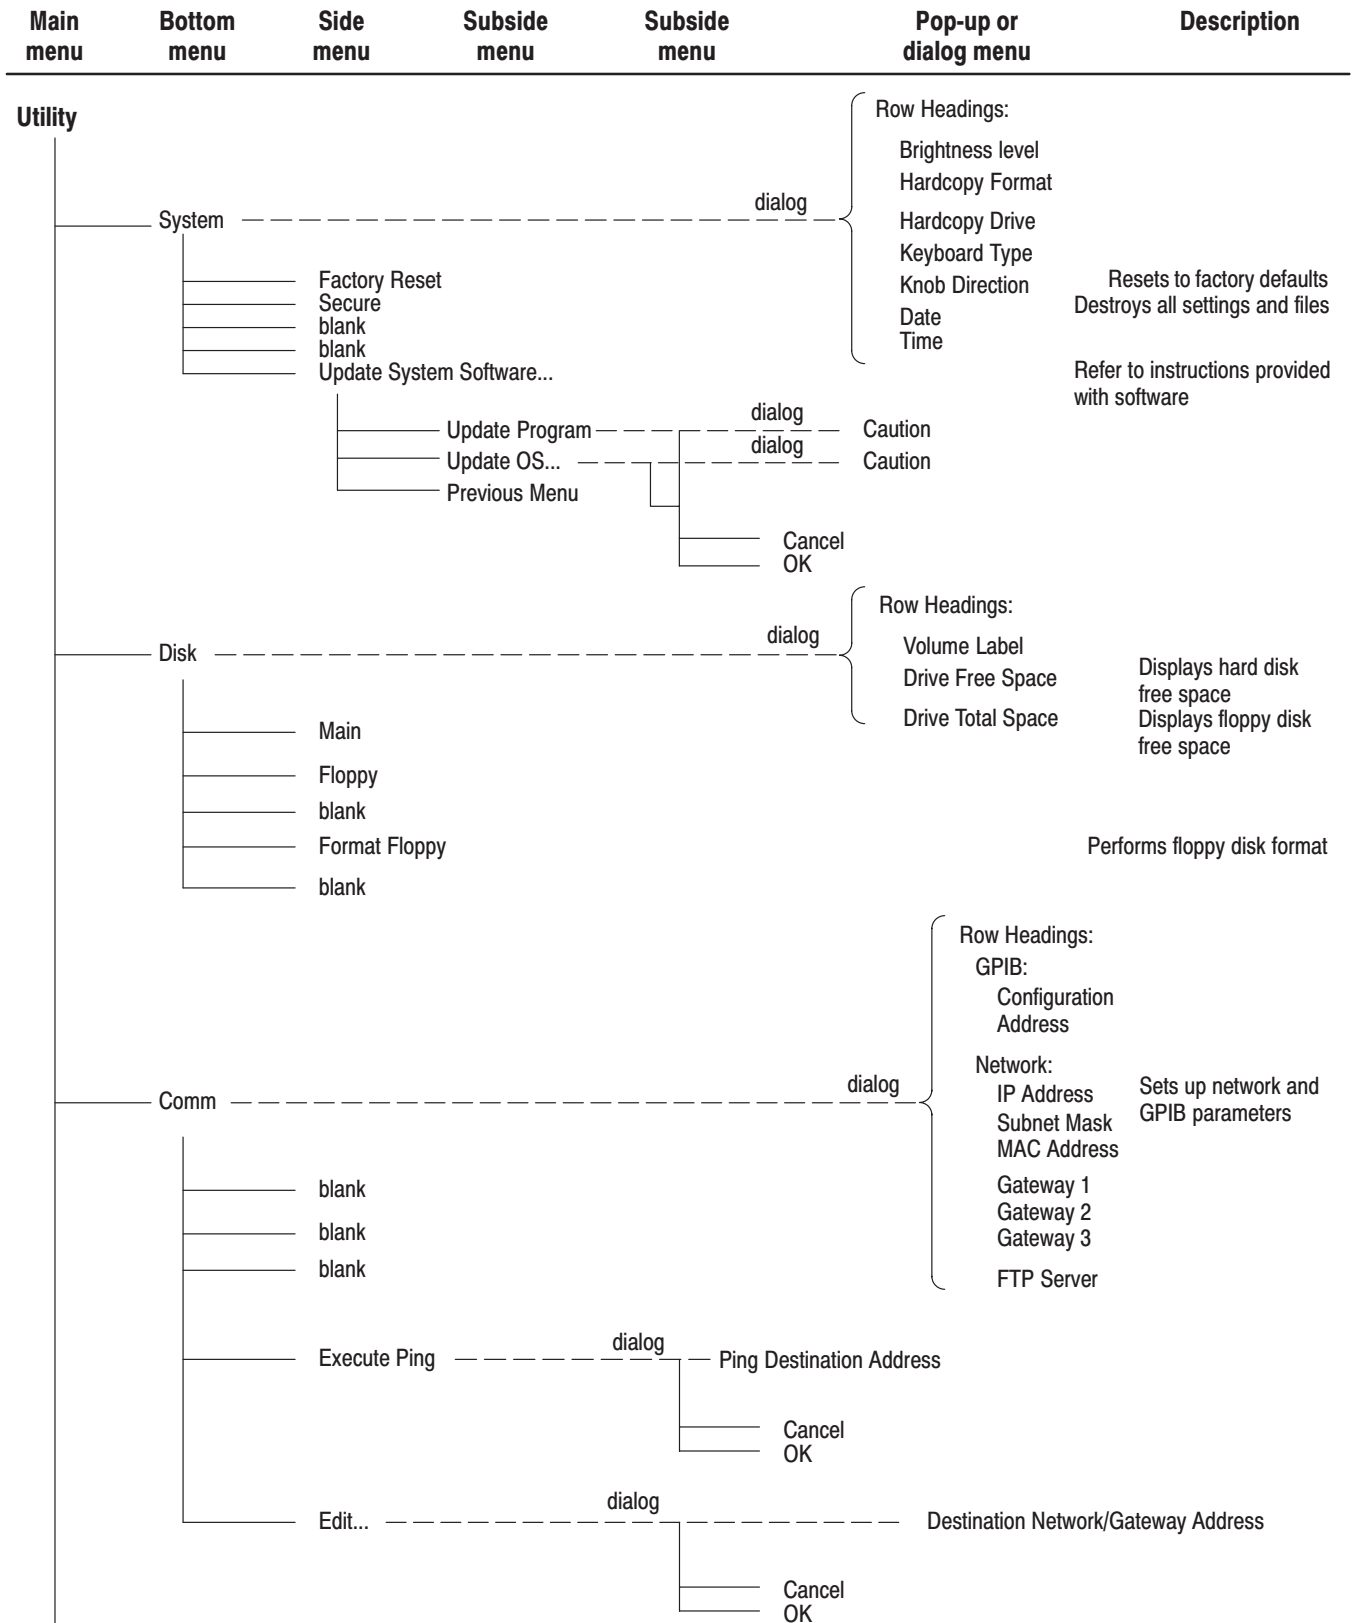 Main menu
Bottom menu
Side menu
Subside menu
Subside menu
Pop-up or dialog menu
Description
Utility
Row Headings:
Brightness level
Hardcopy Format
System
dialog
Hardcopy Drive
Keyboard Type
Knob Direction
Date
Time
Factory Reset
Resets to factory defaults
Secure
Destroys all settings and files
blank
blank
Update System Software...
Refer to instructions provided
with software
Update Program
dialog
Caution
Update OS...
dialog
Caution
Previous Menu
Cancel
OK
Row Headings:
Disk
dialog
Volume Label
Drive Free Space
Drive Total Space
Displays hard disk
free space
Displays floppy disk
free space
Main
Floppy
blank
Format Floppy
Performs floppy disk format
blank
Row Headings:
GPIB:
Configuration
Address
Network:
Comm
dialog
IP Address
Subnet Mask
MAC Address
Sets up network and
GPIB parameters
Gateway 1
Gateway 2
Gateway 3
FTP Server
blank
blank
blank
Execute Ping
dialog
Ping Destination Address
Cancel
OK
Edit...
dialog
Destination Network/Gateway Address
Cancel
OK